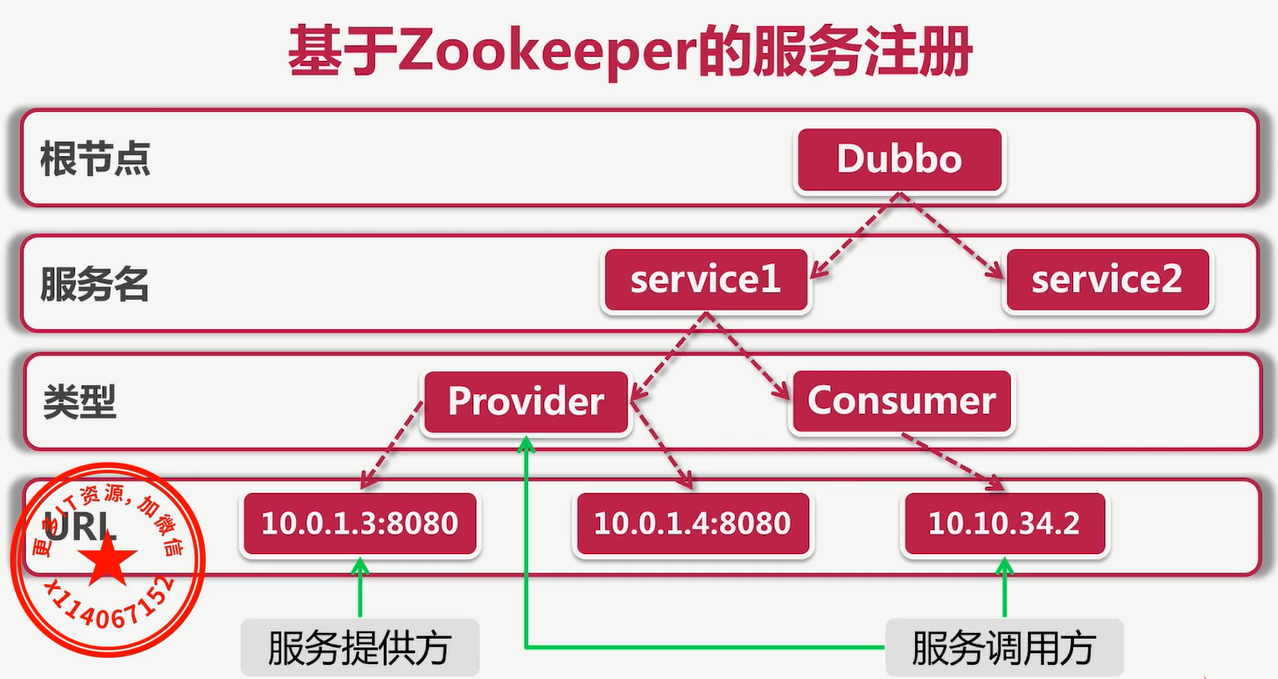 基于Zookeeper的服务注册
根节点
Dubbo
服务名
service1
service2
类型
Provider
Consumer
URL
10.0.1.3:8080
10.0.1.4:8080
10.10.34.2
更多IT资源,加微信
x114067152
服务提供方
服务调用方